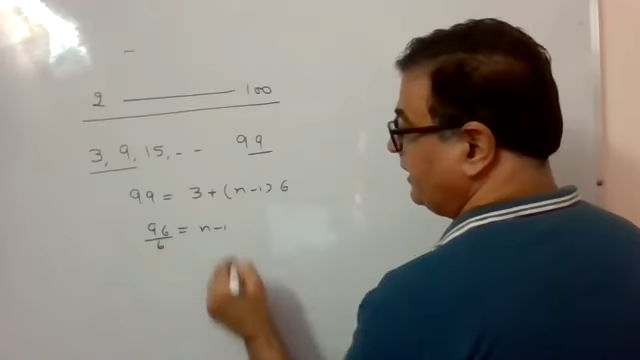 2 ——— 100
3, 9, 15, - - 99
99 = 3 + (n-1) 6
96/6 = n-1